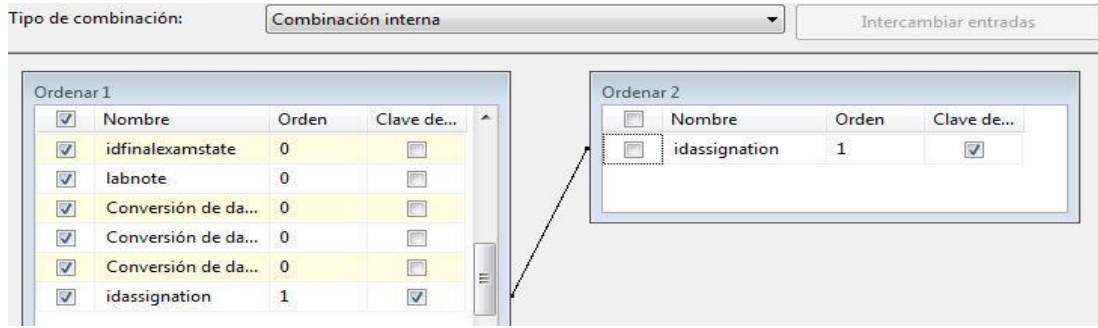 Tipo de combinación: Combinación interna Intercambiar entradas
Ordenar 1
Nombre Orden Clave de...
idfinalexamstate 0
labnote 0
Conversión de da... 0
Conversión de da... 0
Conversión de da... 0
idassignation 1
Ordenar 2
Nombre Orden Clave de...
idassignation 1